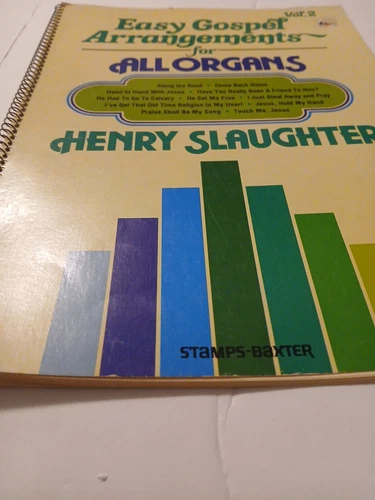 Vol. 2
Easy Gospel
Arrangements
for
ALL ORGANS
Along the Road • Come Back Home
Hand In Hand With Jesus • Have You Really Been A Friend To Him?
He Had To Go To Calvary • He Set Me Free • I Just Steal Away and Pray
I've Got That Old Time Religion In My Heart • Jesus, Hold My Hand
Praise Shall Be My Song • Touch Me, Jesus
HENRY SLAUGHTER
STAMPS-BAXTER